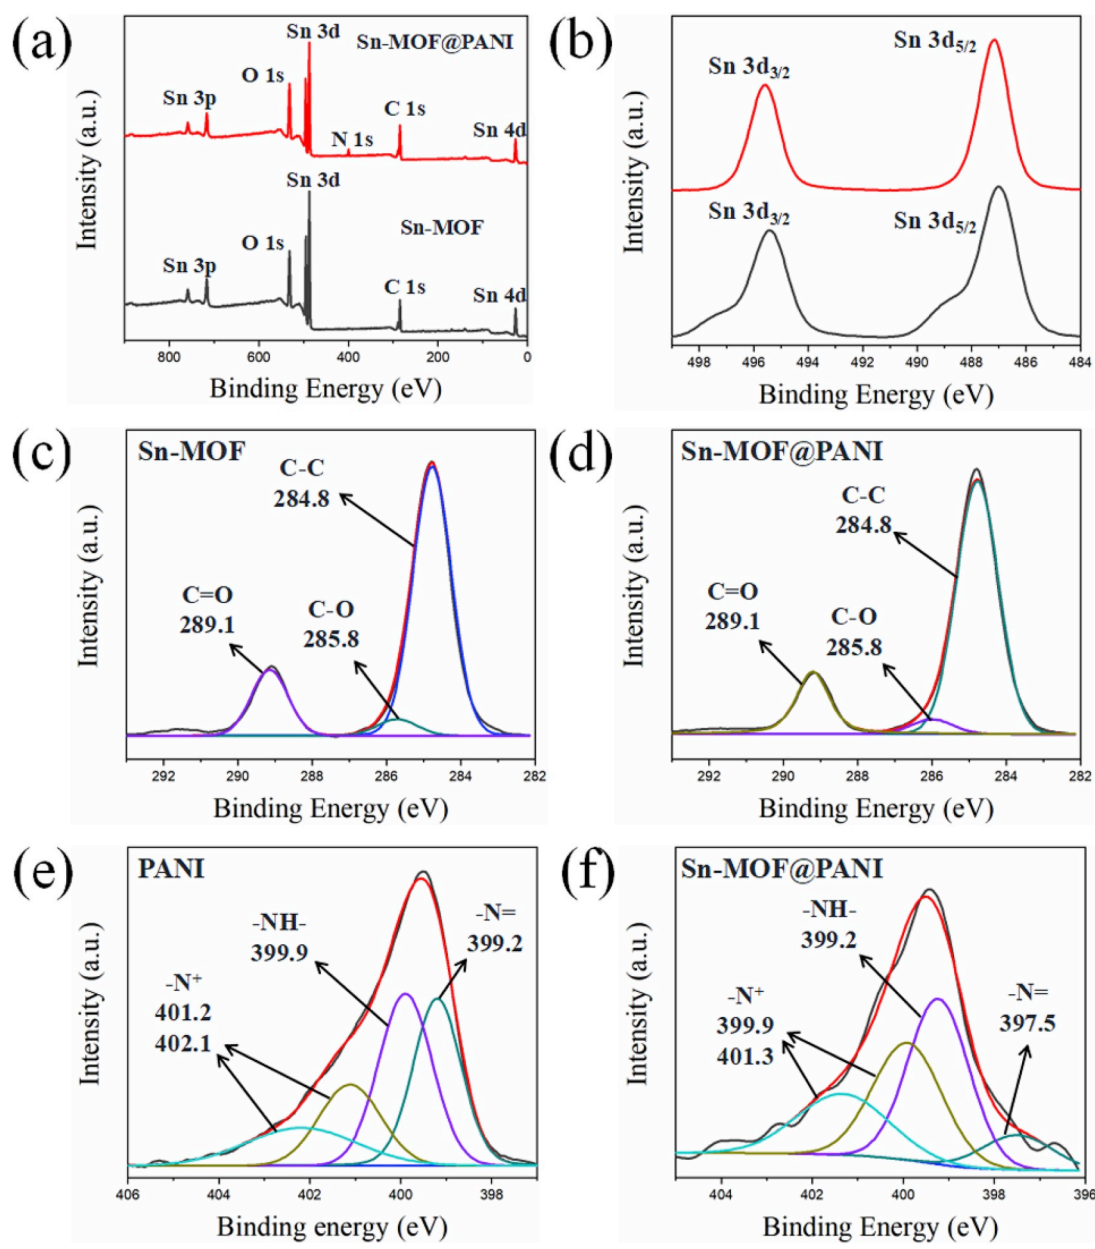 (a)
Sn-MOF@PANI
Sn 3d
O 1s
Sn 3p
C 1s
N 1s
Sn 4d
Sn 3d
Sn-MOF
O 1s
Sn 3p
C 1s
Sn 4d
Intensity (a.u.)
800 600 400 200 0
Binding Energy (eV)
(b)
Sn 3d5/2
Sn 3d3/2
Sn 3d3/2
Sn 3d5/2
Intensity (a.u.)
498 496 494 492 490 488 486 484
Binding Energy (eV)
(c)
Sn-MOF
C-C
284.8
C=O
289.1
C-O
285.8
Intensity (a.u.)
292 290 288 286 284 282
Binding Energy (eV)
(d)
Sn-MOF@PANI
C-C
284.8
C=O
289.1
C-O
285.8
Intensity (a.u.)
292 290 288 286 284 282
Binding Energy (eV)
(e)
PANI
-N=
399.2
-NH-
399.9
-N+
401.2
402.1
Intensity (a.u.)
406 404 402 400 398
Binding energy (eV)
(f)
Sn-MOF@PANI
-NH-
399.2
-N+
399.9
401.3
-N=
397.5
Intensity (a.u.)
404 402 400 398 396
Binding Energy (eV)